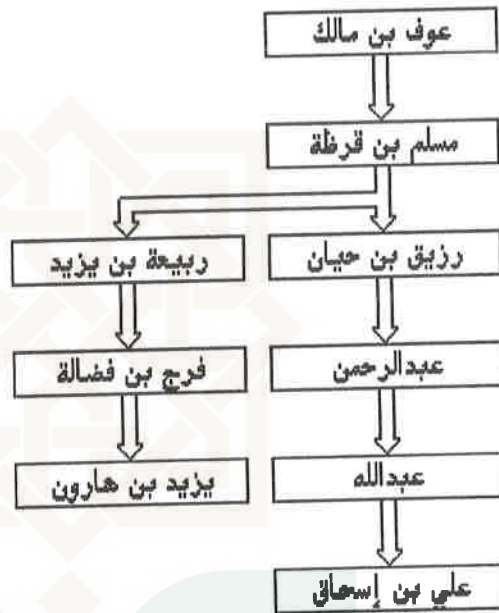 عوف بن مالك
مسلم بن قرظة
رزيق بن حيان
ربيعة بن يزيد
عبدالرحمن
فرج بن فضالة
عبدالله
يزيد بن هارون
علي بن إسحاق